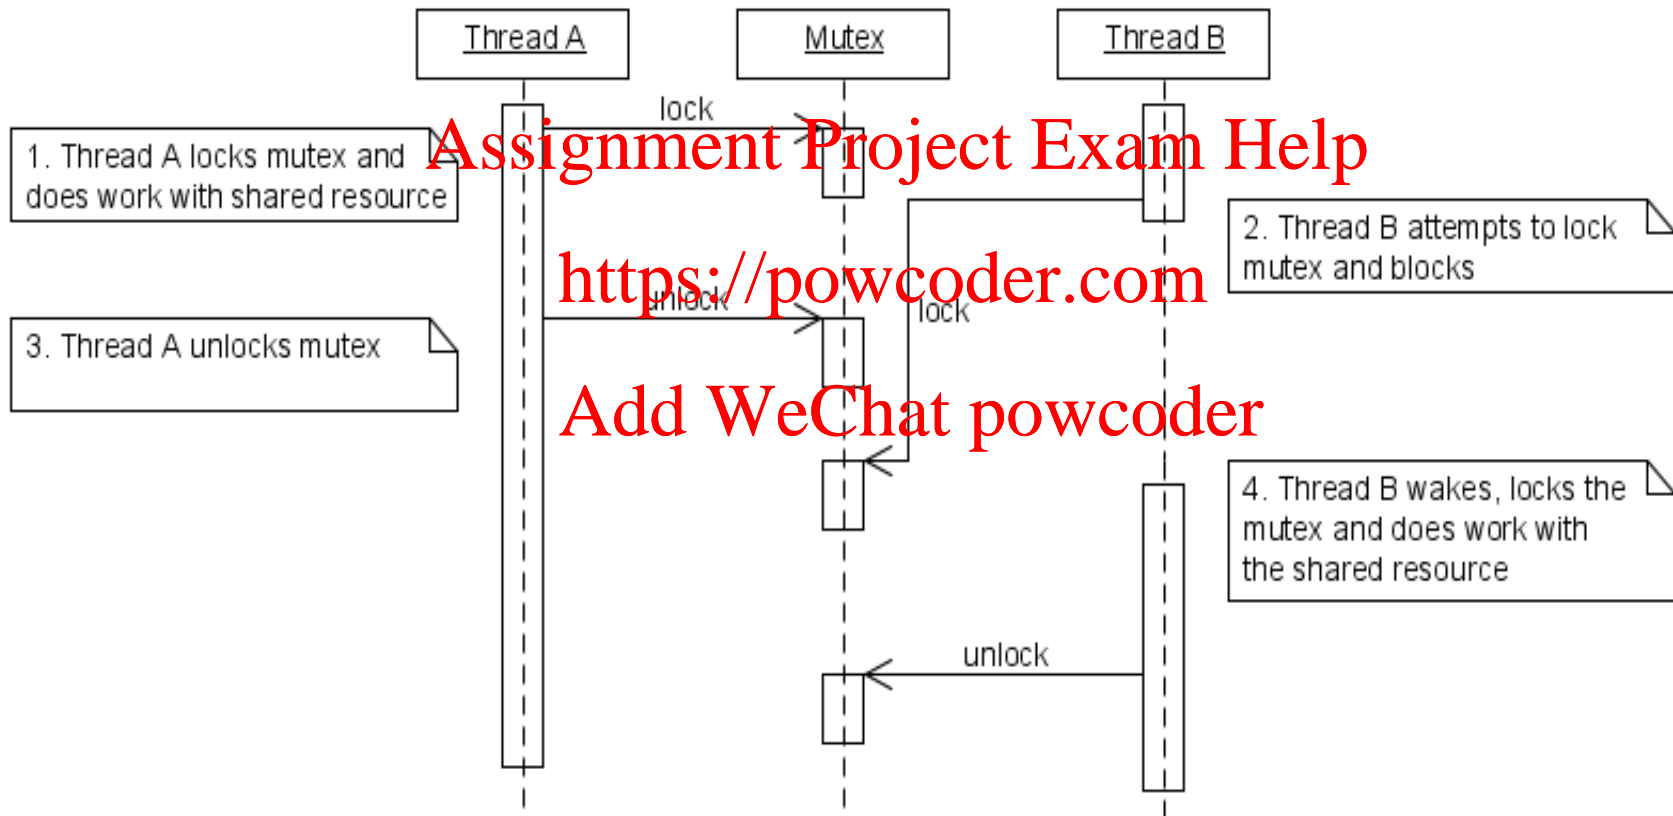 Thread A
Mutex
Thread B
lock
Assignment Project Exam Help
1. Thread A locks mutex and
does work with shared resource
2. Thread B attempts to lock
mutex and blocks
https://powcoder.com
unlock
lock
3. Thread A unlocks mutex
Add WeChat powcoder
4. Thread B wakes, locks the
mutex and does work with
the shared resource
unlock